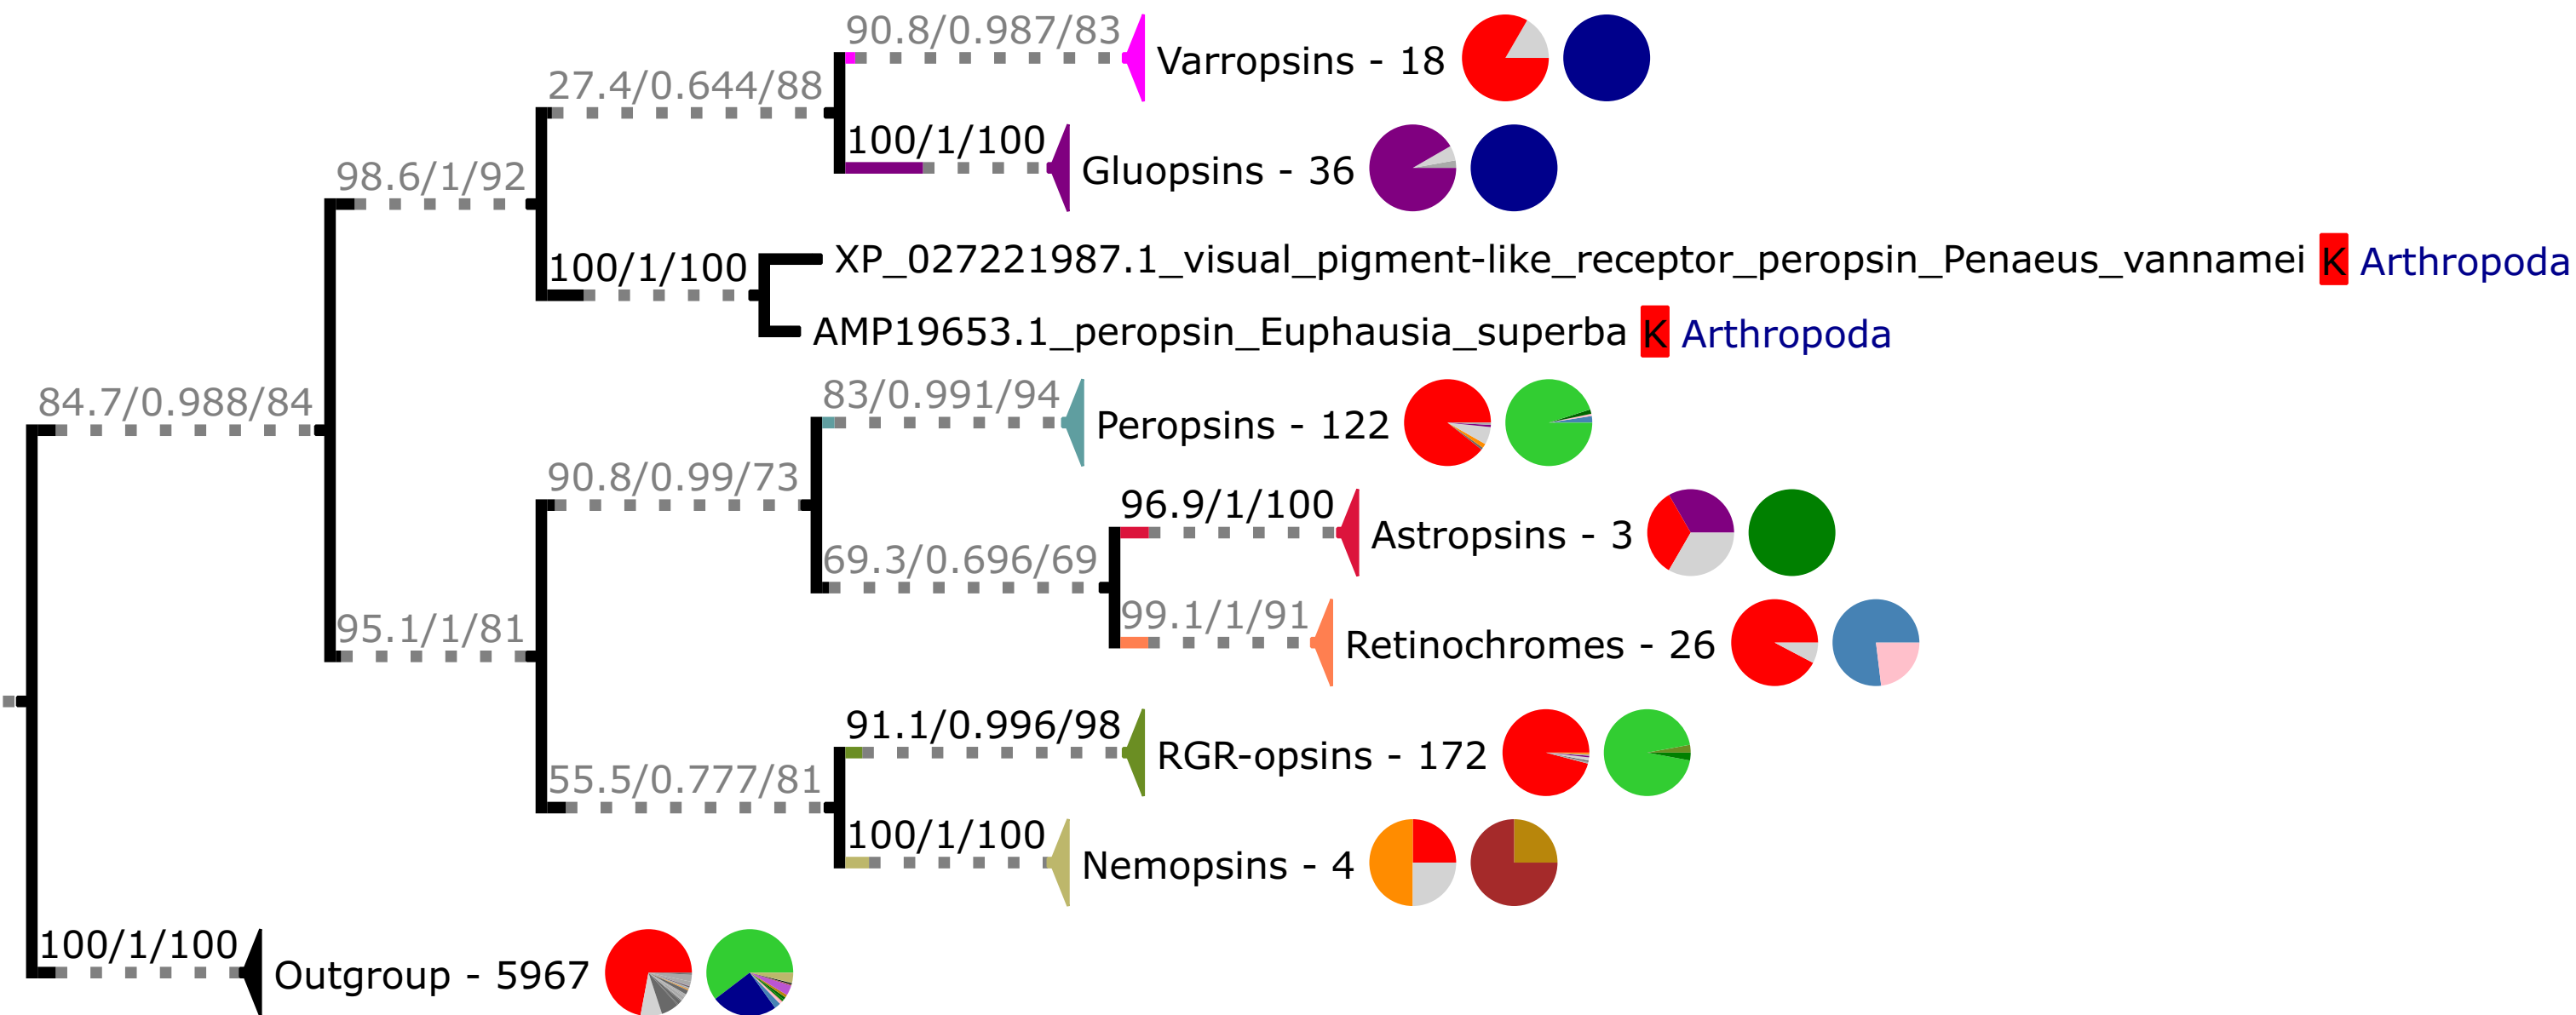 90.8/0.987/83
Varropsins - 18
27.4/0.644/88
100/1/100
Gluopsins - 36
98.6/1/92
100/1/100
XP_027221987.1_visual_pigment-like_receptor_peropsin_Penaeus_vannamei K Arthropoda
AMP19653.1_peropsin_Euphausia_superba K Arthropoda
84.7/0.988/84
83/0.991/94
Peropsins - 122
90.8/0.99/73
96.9/1/100
Astropsins - 3
69.3/0.696/69
99.1/1/91
Retinochromes - 26
95.1/1/81
91.1/0.996/98
RGR-opsins - 172
55.5/0.777/81
100/1/100
Nemopsins - 4
100/1/100
Outgroup - 5967